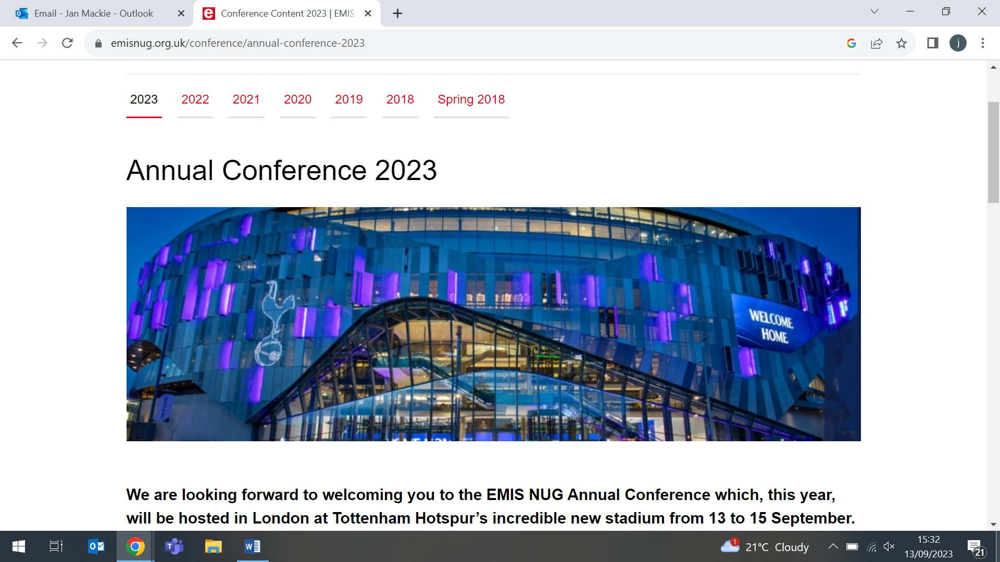 Email - Jan Mackie - Outlook
Conference Content 2023 | EMIS
emisnug.org.uk/conference/annual-conference-2023
j
2023 2022 2021 2020 2019 2018 Spring 2018
Annual Conference 2023
WELCOME
HOME
We are looking forward to welcoming you to the EMIS NUG Annual Conference which, this year,
will be hosted in London at Tottenham Hotspur’s incredible new stadium from 13 to 15 September.
1
21°C Cloudy
15:32
13/09/2023
21